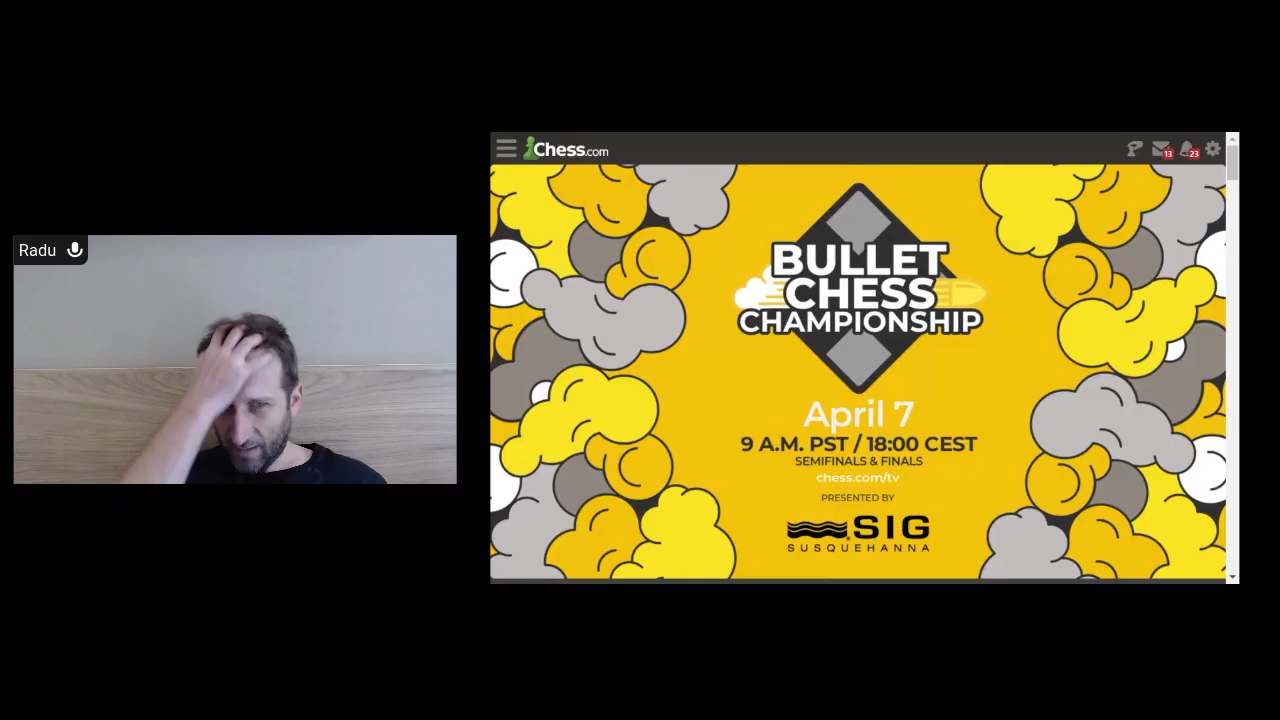 Radu
Chess.com
13
23
BULLET
CHESS
CHAMPIONSHIP
April 7
9 A.M. PST / 18:00 CEST
SEMIFINALS & FINALS
chess.com/tv
PRESENTED BY
SIG
SUSQUEHANNA